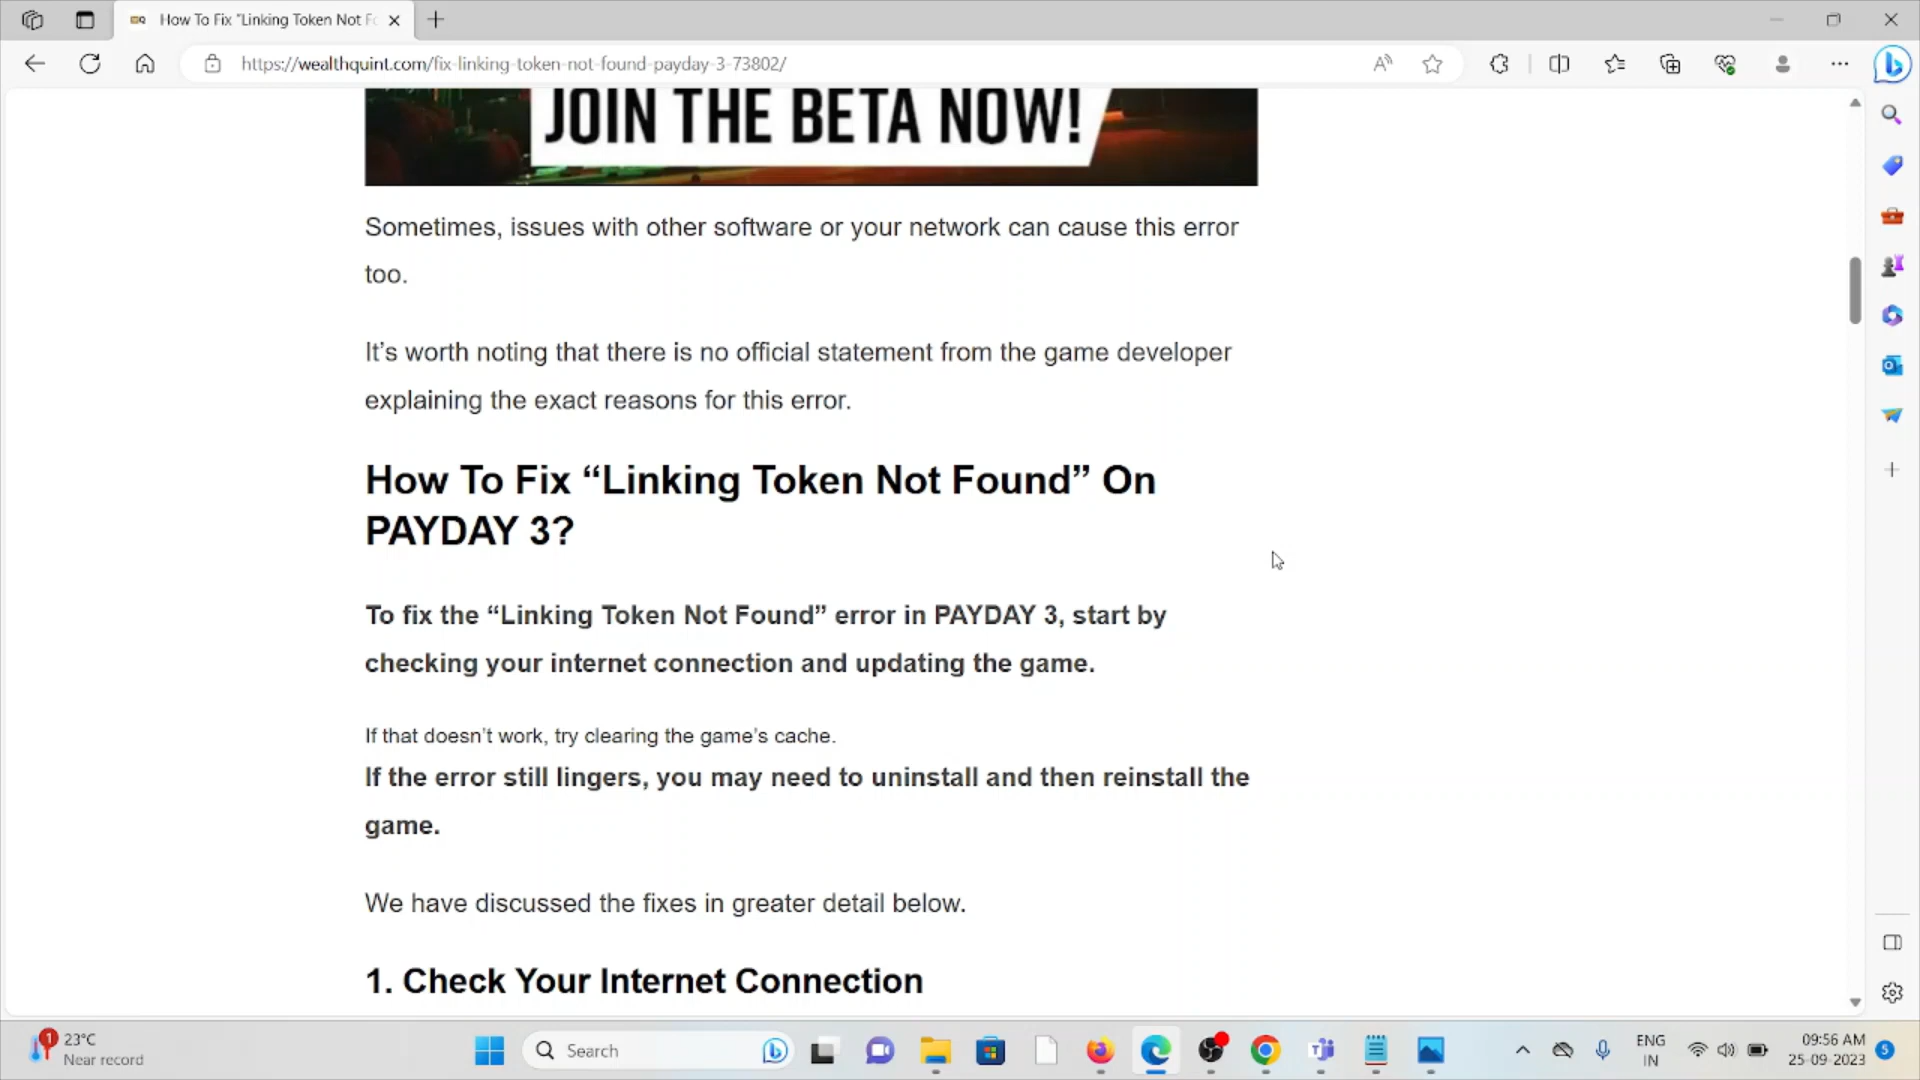 How To Fix "Linking Token Not Fo
https://wealthquint.com/fix-linking-token-not-found-payday-3-73802/
JOIN THE BETA NOW!
Sometimes, issues with other software or your network can cause this error
too.
It's worth noting that there is no official statement from the game developer
explaining the exact reasons for this error.
How To Fix “Linking Token Not Found” On
PAYDAY 3?
To fix the “Linking Token Not Found” error in PAYDAY 3, start by
checking your internet connection and updating the game.
If that doesn't work, try clearing the game's cache.
If the error still lingers, you may need to uninstall and then reinstall the
game.
We have discussed the fixes in greater detail below.
1. Check Your Internet Connection
1
23°C
Near record
Search
ENG
IN
09:56 AM
25-09-2023
5